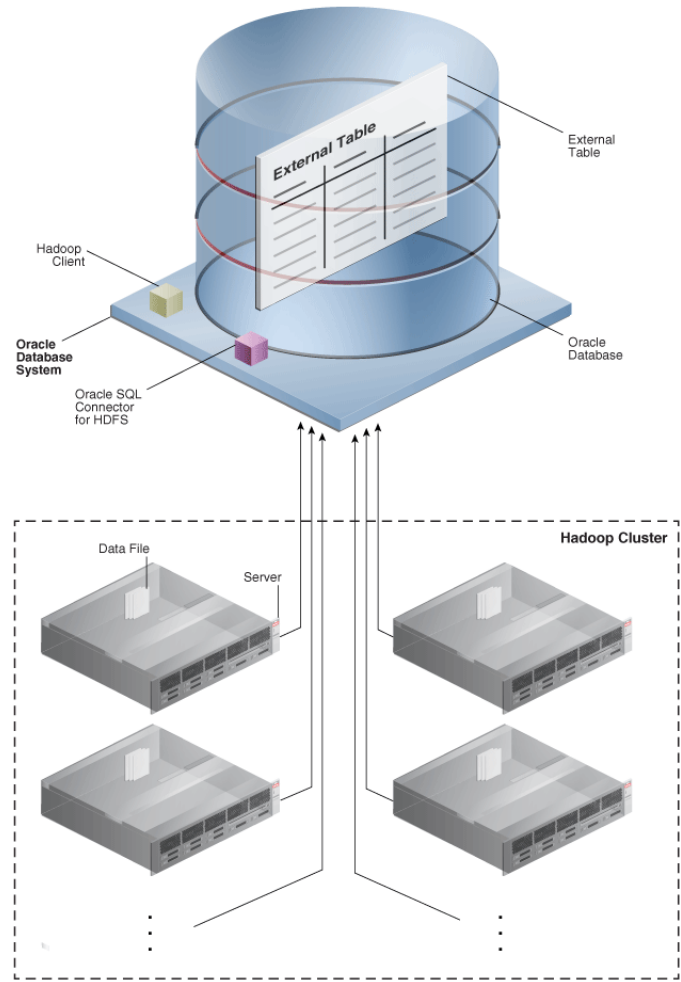 External Table
External
Table
Hadoop
Client
Oracle
Database
System
Oracle
Database
Oracle SQL
Connector
for HDFS
Hadoop Cluster
Data File
Server